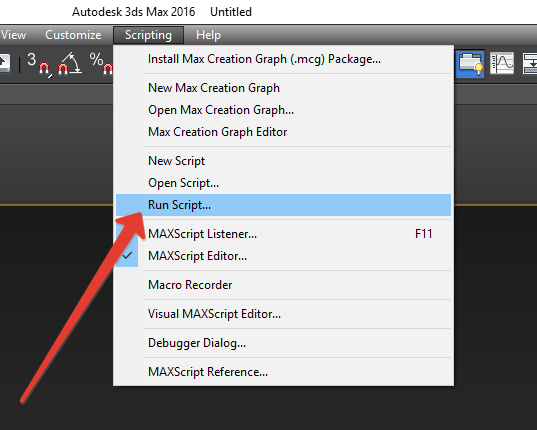 Autodesk 3ds Max 2016 Untitled
View Customize Scripting Help
3 %
Install Max Creation Graph (.mcg) Package...
New Max Creation Graph
Open Max Creation Graph...
Max Creation Graph Editor
New Script
Open Script...
Run Script...
MAXScript Listener... F11
MAXScript Editor...
Macro Recorder
Visual MAXScript Editor...
Debugger Dialog...
MAXScript Reference...